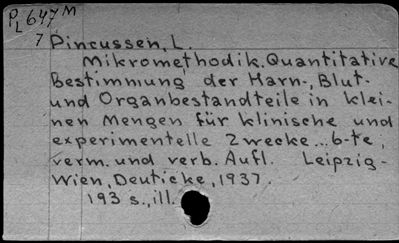 PL647M
7 Pincussen, L.
Mikromethodik. Quantitative
Bestimmung der Harn-, Blut-
und Organbestandteile in klei-
nen Mengen für klinische und
experimentelle Zwecke... 6-te,
verm. und verb. Aufl. Leipzig-
Wien, Deuticke, 1937.
193 s., ill.